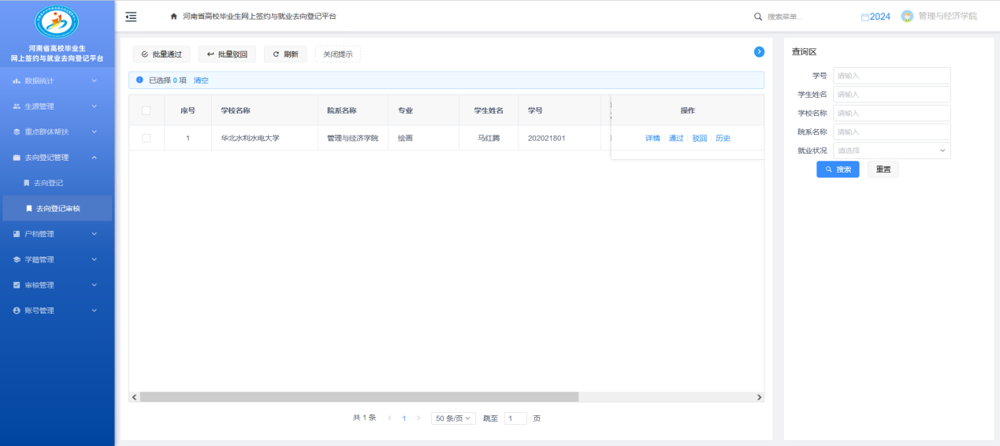 河南省高校毕业生
网上签约与就业去向登记平台
数据统计
生源管理
重点群体帮扶
去向登记管理
去向登记
去向登记审核
户档管理
学籍管理
审核管理
账号管理
河南省高校毕业生网上签约与就业去向登记平台
搜索菜单...
2024
管理与经济学院
批量通过 批量驳回 刷新 关闭提示
已选择 0 项 清空
序号 学校名称 院系名称 专业 学生姓名 学号 操作
1 华北水利水电大学 管理与经济学院 绘画 马红腾 202021801 详情 通过 驳回 历史
共 1 条 1 50 条/页 跳至 1 页
查询区
学号 请输入
学生姓名 请输入
学校名称 请输入
院系名称 请输入
就业状况 请选择
搜索 重置